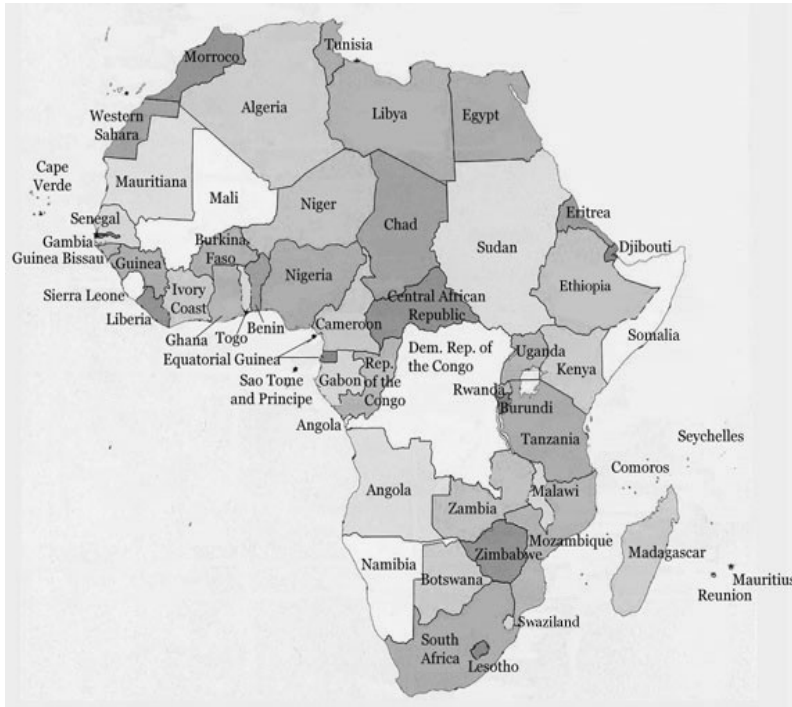 Tunisia
Morroco
Algeria
Libya
Egypt
Western
Sahara
Cape
Verde
Mauritiana
Mali
Niger
Chad
Sudan
Eritrea
Senegal
Gambia
Guinea Bissau
Guinea
Burkina
Faso
Djibouti
Nigeria
Ethiopia
Sierra Leone
Ivory
Coast
Central African
Republic
Liberia
Ghana
Togo
Benin
Cameroon
Somalia
Equatorial Guinea
Dem. Rep. of
the Congo
Uganda
Kenya
Gabon
Rep.
of the
Congo
Sao Tome
and Principe
Rwanda
Burundi
Angola
Tanzania
Seychelles
Comoros
Angola
Malawi
Zambia
Mozambique
Madagascar
Namibia
Zimbabwe
Botswana
Mauritius
Reunion
Swaziland
South
Africa
Lesotho